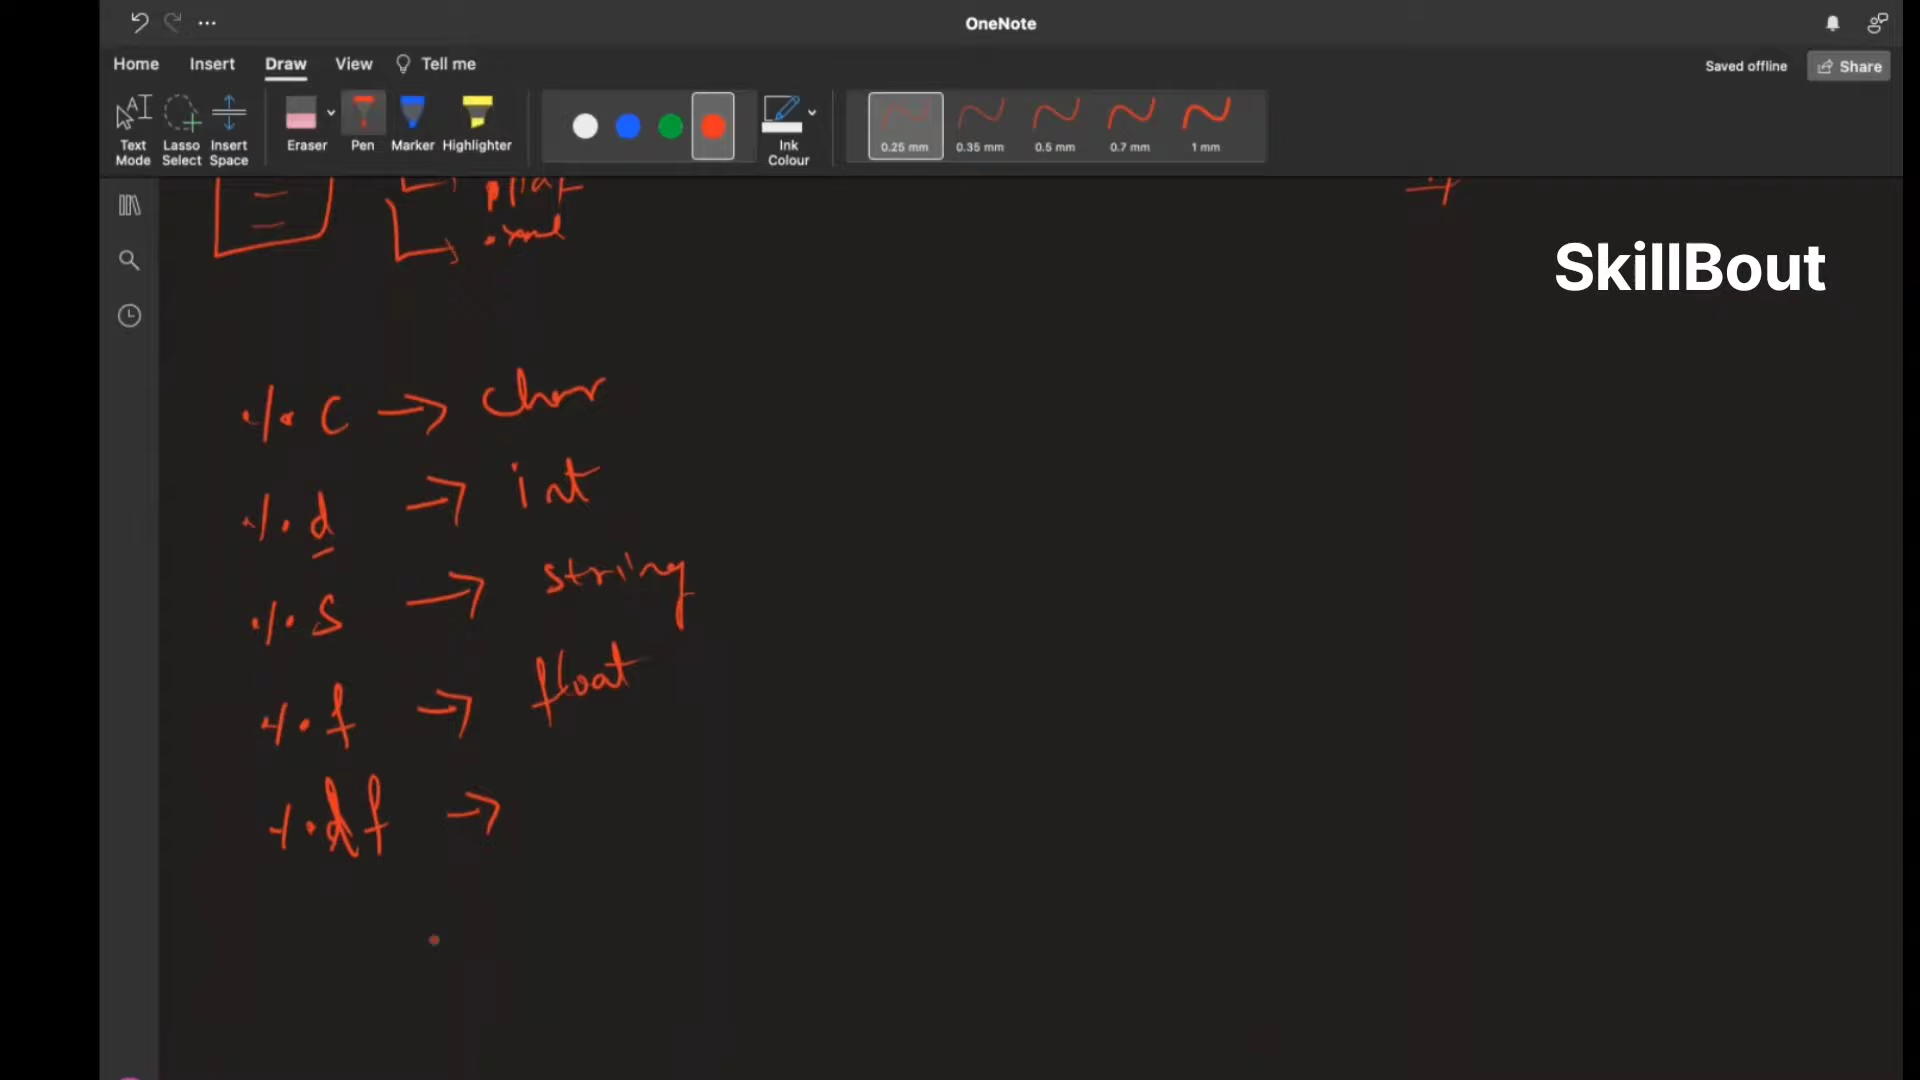 OneNote
Home Insert Draw View Tell me
Saved offline Share
Text Mode
Lasso Select
Insert Space
Eraser
Pen
Marker
Highlighter
Ink Colour
0.25 mm
0.35 mm
0.5 mm
0.7 mm
1 mm
SkillBout
%c → char
%d → int
%s → string
%f → float
%df →